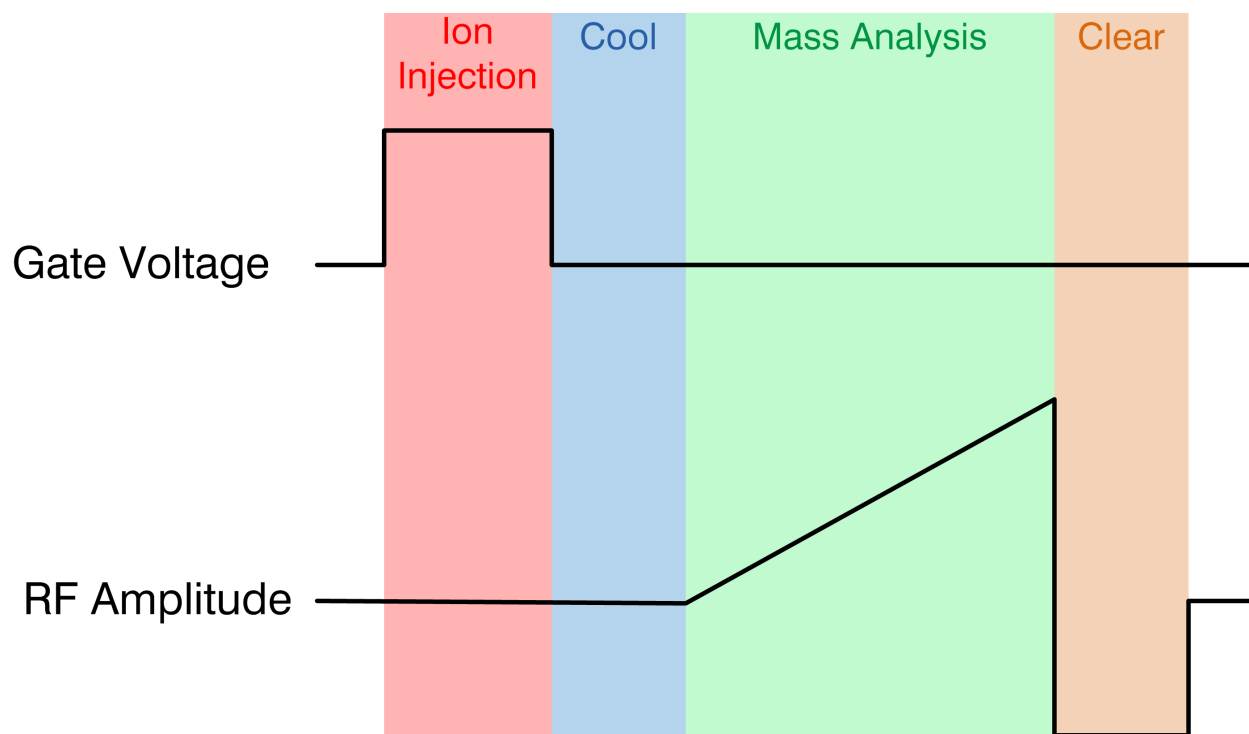 Ion
Injection
Cool
Mass Analysis
Clear
Gate Voltage
RF Amplitude